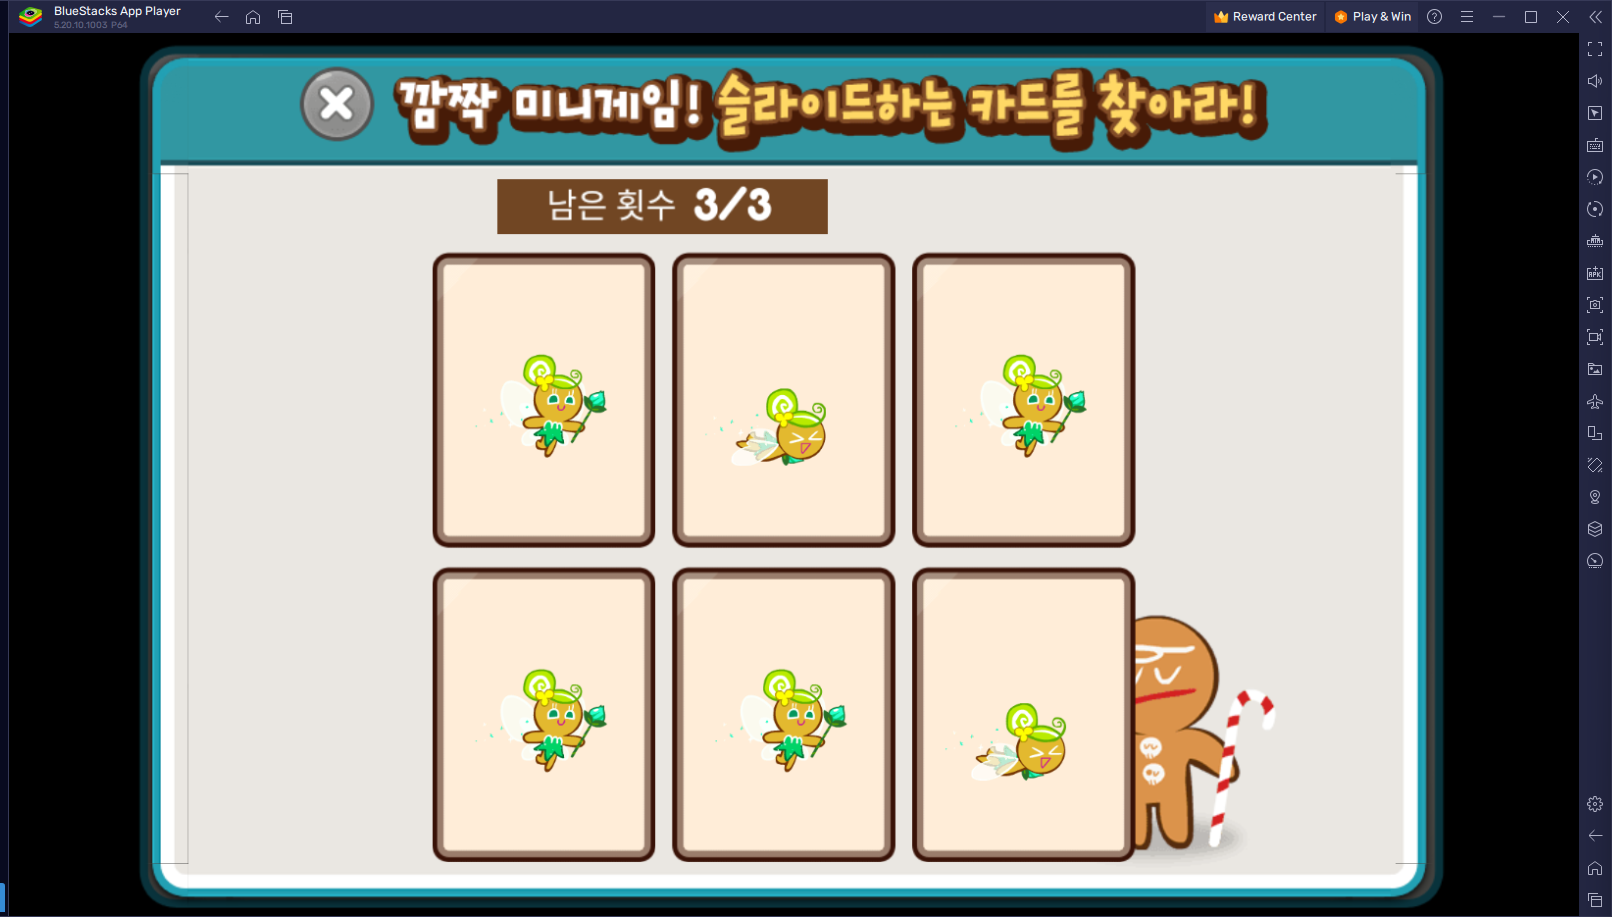 BlueStacks App Player
5.20.10.1003 P64
Reward Center
Play & Win
깜짝 미니게임! 슬라이드하는 카드를 찾아라!
남은 횟수 3/3
APK